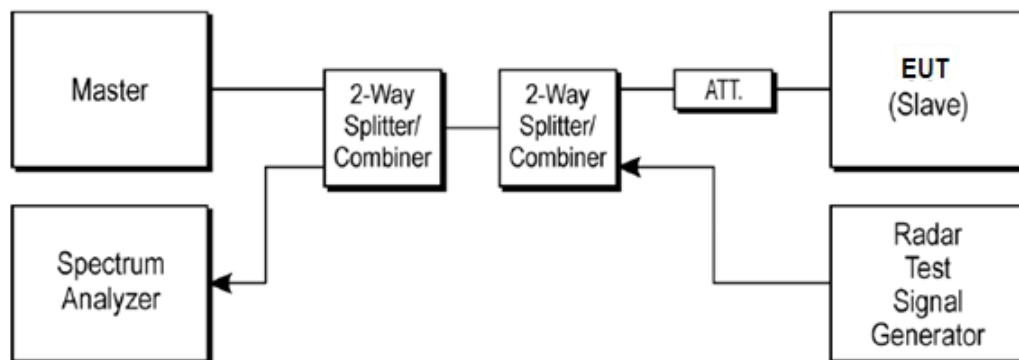 Master
2-Way
Splitter/
Combiner
2-Way
Splitter/
Combiner
ATT.
EUT
(Slave)
Spectrum
Analyzer
Radar
Test
Signal
Generator